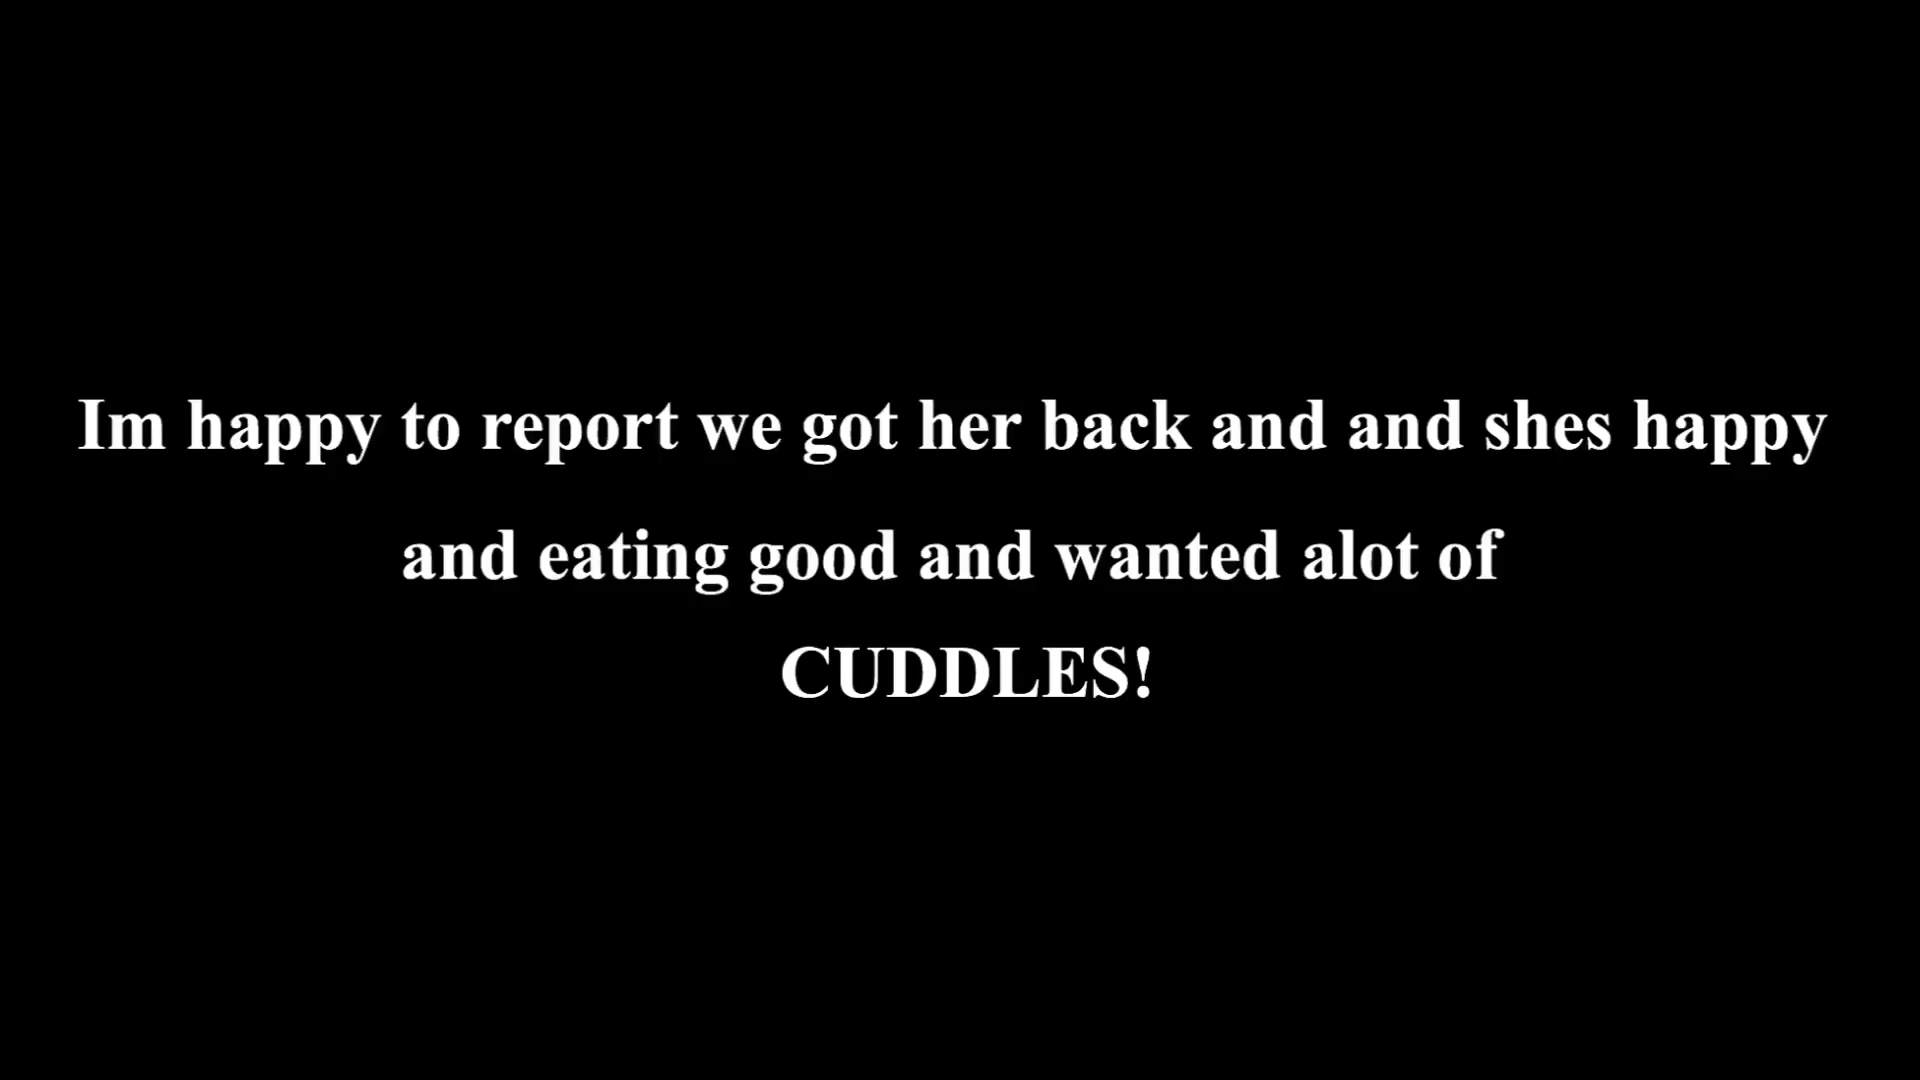 Im happy to report we got her back and and shes happy
and eating good and wanted alot of
CUDDLES!